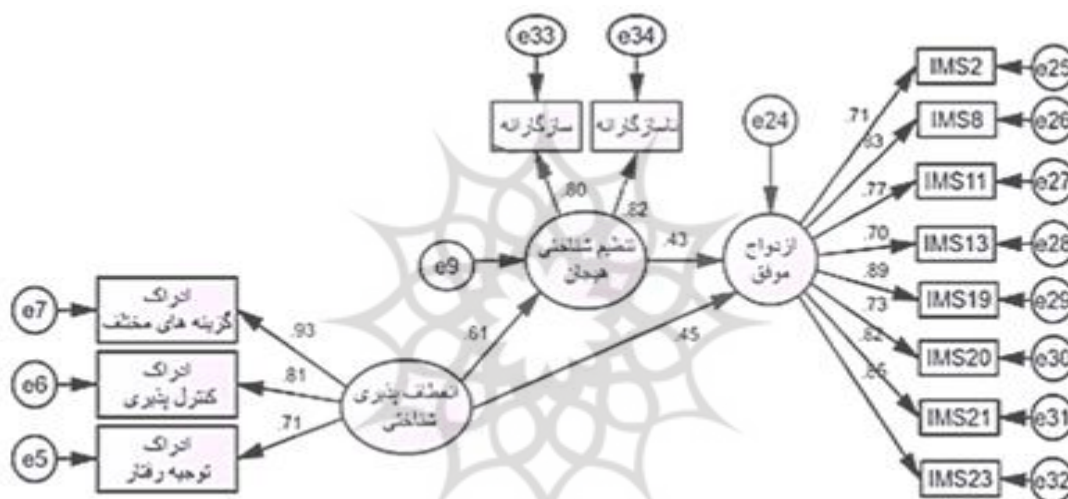 e33
e34
سازگارانه
ناسازگارانه
.80
.82
e24
e9
تنظیم شناختی
هیجان
.43
ازدواج
موفق
.71
.83
.77
.70
.89
.73
.82
IMS2
e25
IMS8
e26
IMS11
e27
IMS13
e28
IMS19
e29
IMS20
e30
IMS21
e31
IMS23
e32
.61
.45
e7
ادراک
گزینه های مختلف
.93
e6
ادراک
کنترل پذیری
.81
e5
ادراک
توجیه رفتار
.71
انعطاف پذیری
شناختی